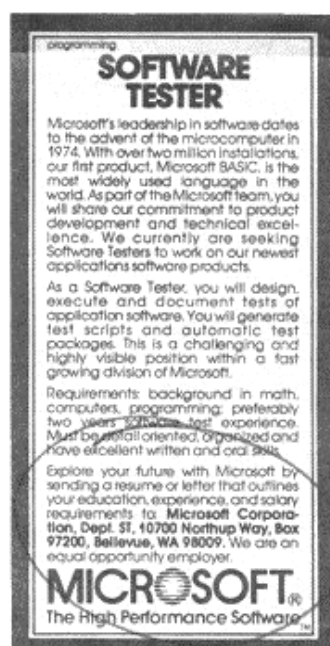 programming
SOFTWARE
TESTER
Microsoft's leadership in software dates
to the advent of the microcomputer in
1974. With over two million installations,
our first product, Microsoft BASIC, is the
most widely used language in the
world. As part of the Microsoft team, you
will share our commitment to product
development and technical excel-
lence. We currently are seeking
Software Testers to work on our newest
applications software products.
As a Software Tester, you will design,
execute and document tests of
application software. You will generate
test scripts and automatic test
packages. This is a challenging and
highly visible position within a fast
growing division of Microsoft.
Requirements: background in math,
computers, programming; preferably
two years software test experience.
Must be detail oriented, organized and
have excellent written and oral skills.
Explore your future with Microsoft by
sending a resume or letter that outlines
your education, experience, and salary
requirements to: Microsoft Corpora-
tion, Dept. ST, 10700 Northup Way, Box
97200, Bellevue, WA 98009. We are an
equal opportunity employer.
MICROSOFT®
The High Performance Software™